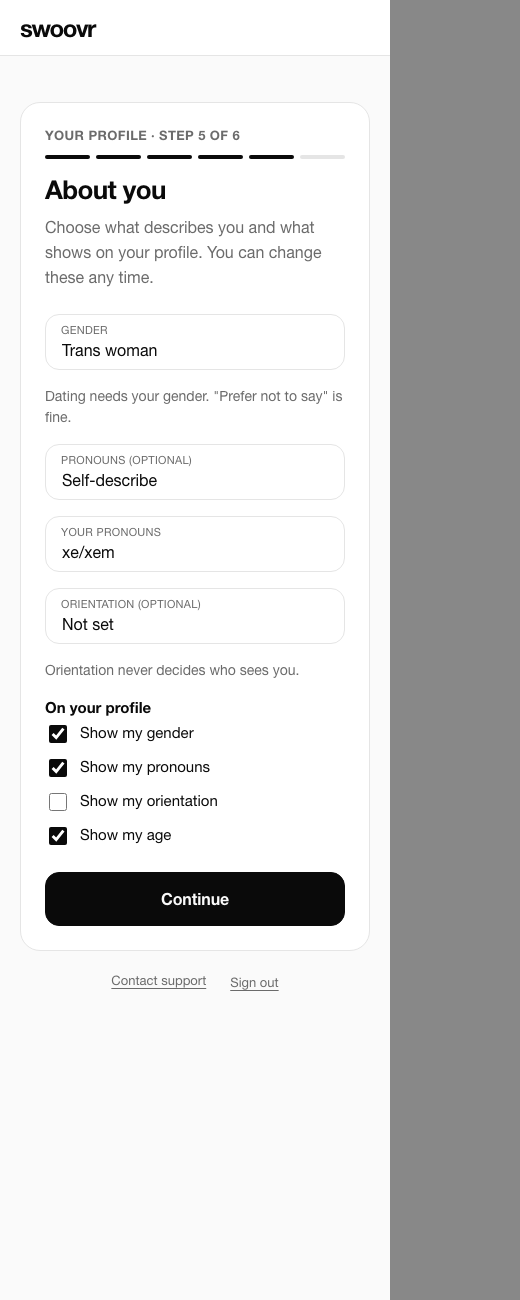 swoovr
YOUR PROFILE · STEP 5 OF 6
About you
Choose what describes you and what
shows on your profile. You can change
these any time.
GENDER
Trans woman
Dating needs your gender. "Prefer not to say" is
fine.
PRONOUNS (OPTIONAL)
Self-describe
YOUR PRONOUNS
xe/xem
ORIENTATION (OPTIONAL)
Not set
Orientation never decides who sees you.
On your profile
Show my gender
Show my pronouns
Show my orientation
Show my age
Continue
Contact support
Sign out